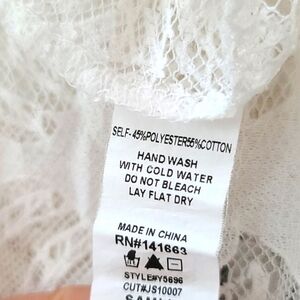 SELF- 45%POLYESTER55%COTTON
HAND WASH
WITH COLD WATER
DO NOT BLEACH
LAY FLAT DRY
MADE IN CHINA
RN#141663
STYLE#Y5696
CUT#JS10007